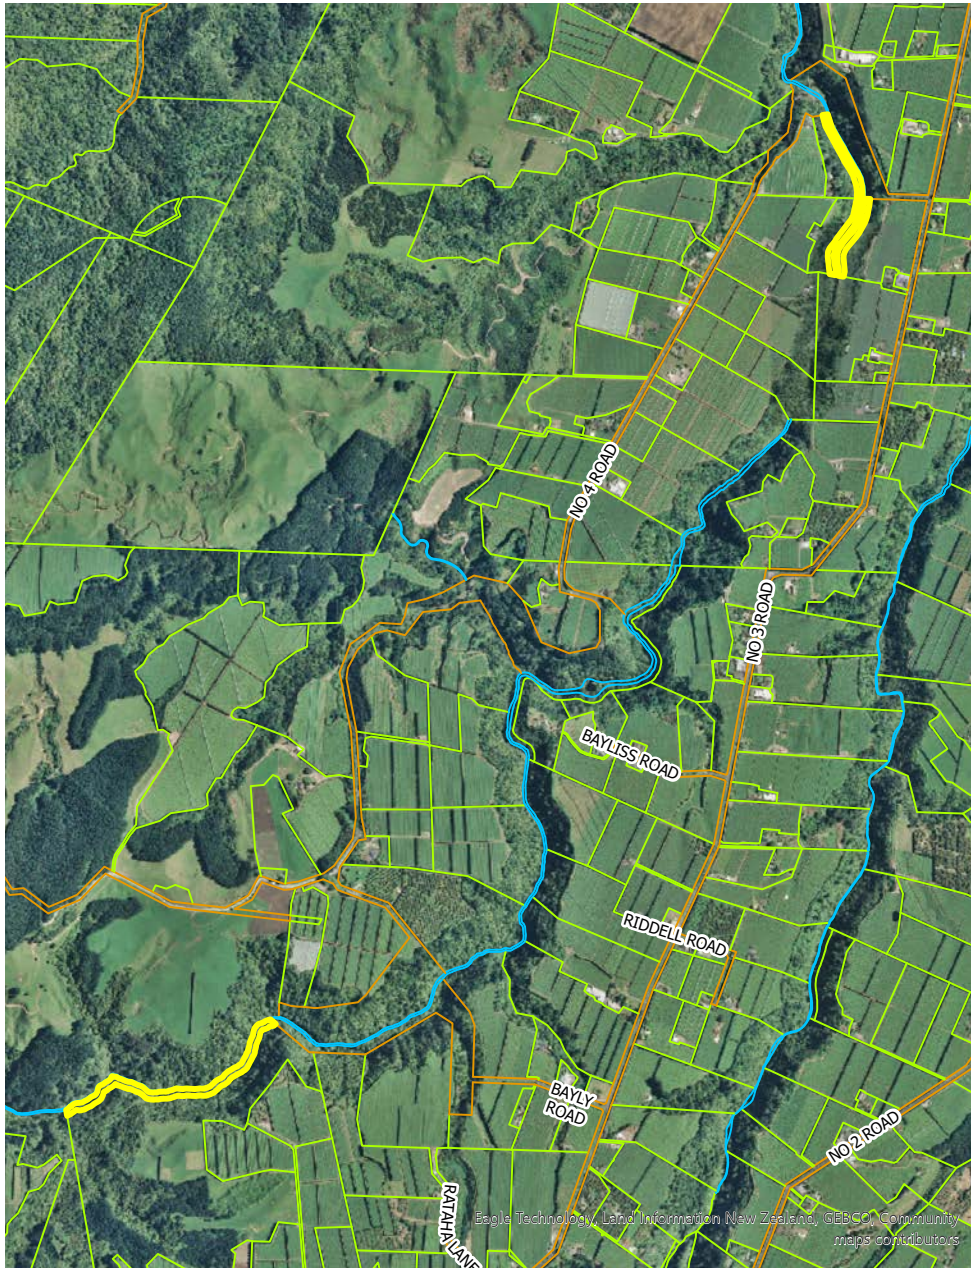 NO 4 ROAD
NO 3 ROAD
BAYLISS ROAD
RIDDELL ROAD
BAYLY
ROAD
NO 2 ROAD
RATAHA LANE
Eagle Technology, Land Information New Zealand, GEBCO, Community
maps contributors